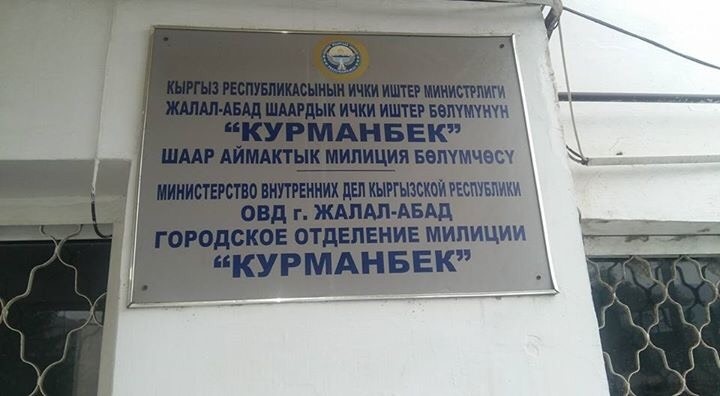 КЫРГЫЗ РЕСПУБЛИКАСЫНЫН ИЧКИ ИШТЕР МИНИСТРЛИГИ
ЖАЛАЛ-АБАД ШААРДЫК ИЧКИ ИШТЕР БӨЛҮМҮНҮН
“КУРМАНБЕК”
ШААР АЙМАКТЫК МИЛИЦИЯ БӨЛҮМЧӨСҮ
МИНИСТЕРСТВО ВНУТРЕННИХ ДЕЛ КЫРГЫЗСКОЙ РЕСПУБЛИКИ
ОВД г. ЖАЛАЛ-АБАД
ГОРОДСКОЕ ОТДЕЛЕНИЕ МИЛИЦИИ
“КУРМАНБЕК”